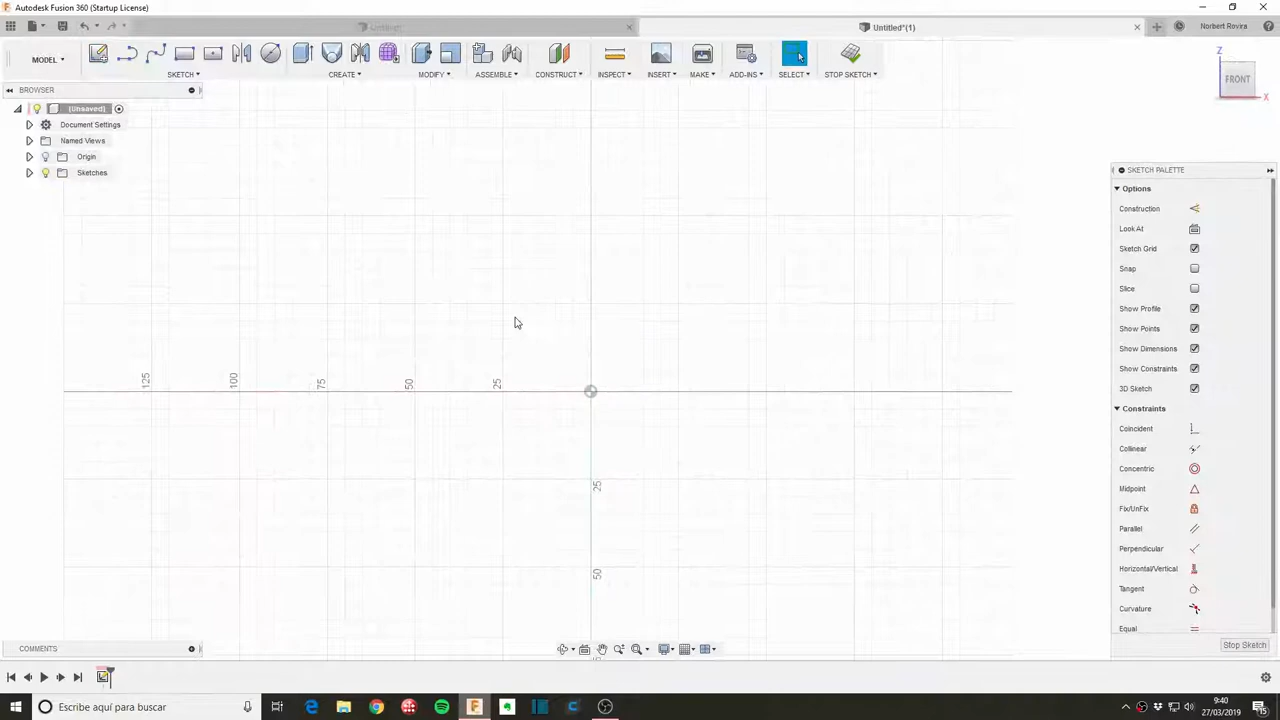 Autodesk Fusion 360 (Startup License)
Untitled
Untitled*(1)
Norbert Rovira
MODEL
SKETCH
CREATE
MODIFY
ASSEMBLE
CONSTRUCT
INSPECT
INSERT
MAKE
ADD-INS
SELECT
STOP SKETCH
BROWSER
(Unsaved)
Document Settings
Named Views
Origin
Sketches
Z
FRONT
X
SKETCH PALETTE
Options
Construction
Look At
Sketch Grid
Snap
Slice
Show Profile
Show Points
Show Dimensions
Show Constraints
3D Sketch
Constraints
Coincident
Collinear
Concentric
Midpoint
Fix/UnFix
Parallel
Perpendicular
Horizontal/Vertical
Tangent
Curvature
Equal
Stop Sketch
125
100
75
50
25
25
50
COMMENTS
Escribe aquí para buscar
9:40
27/03/2019